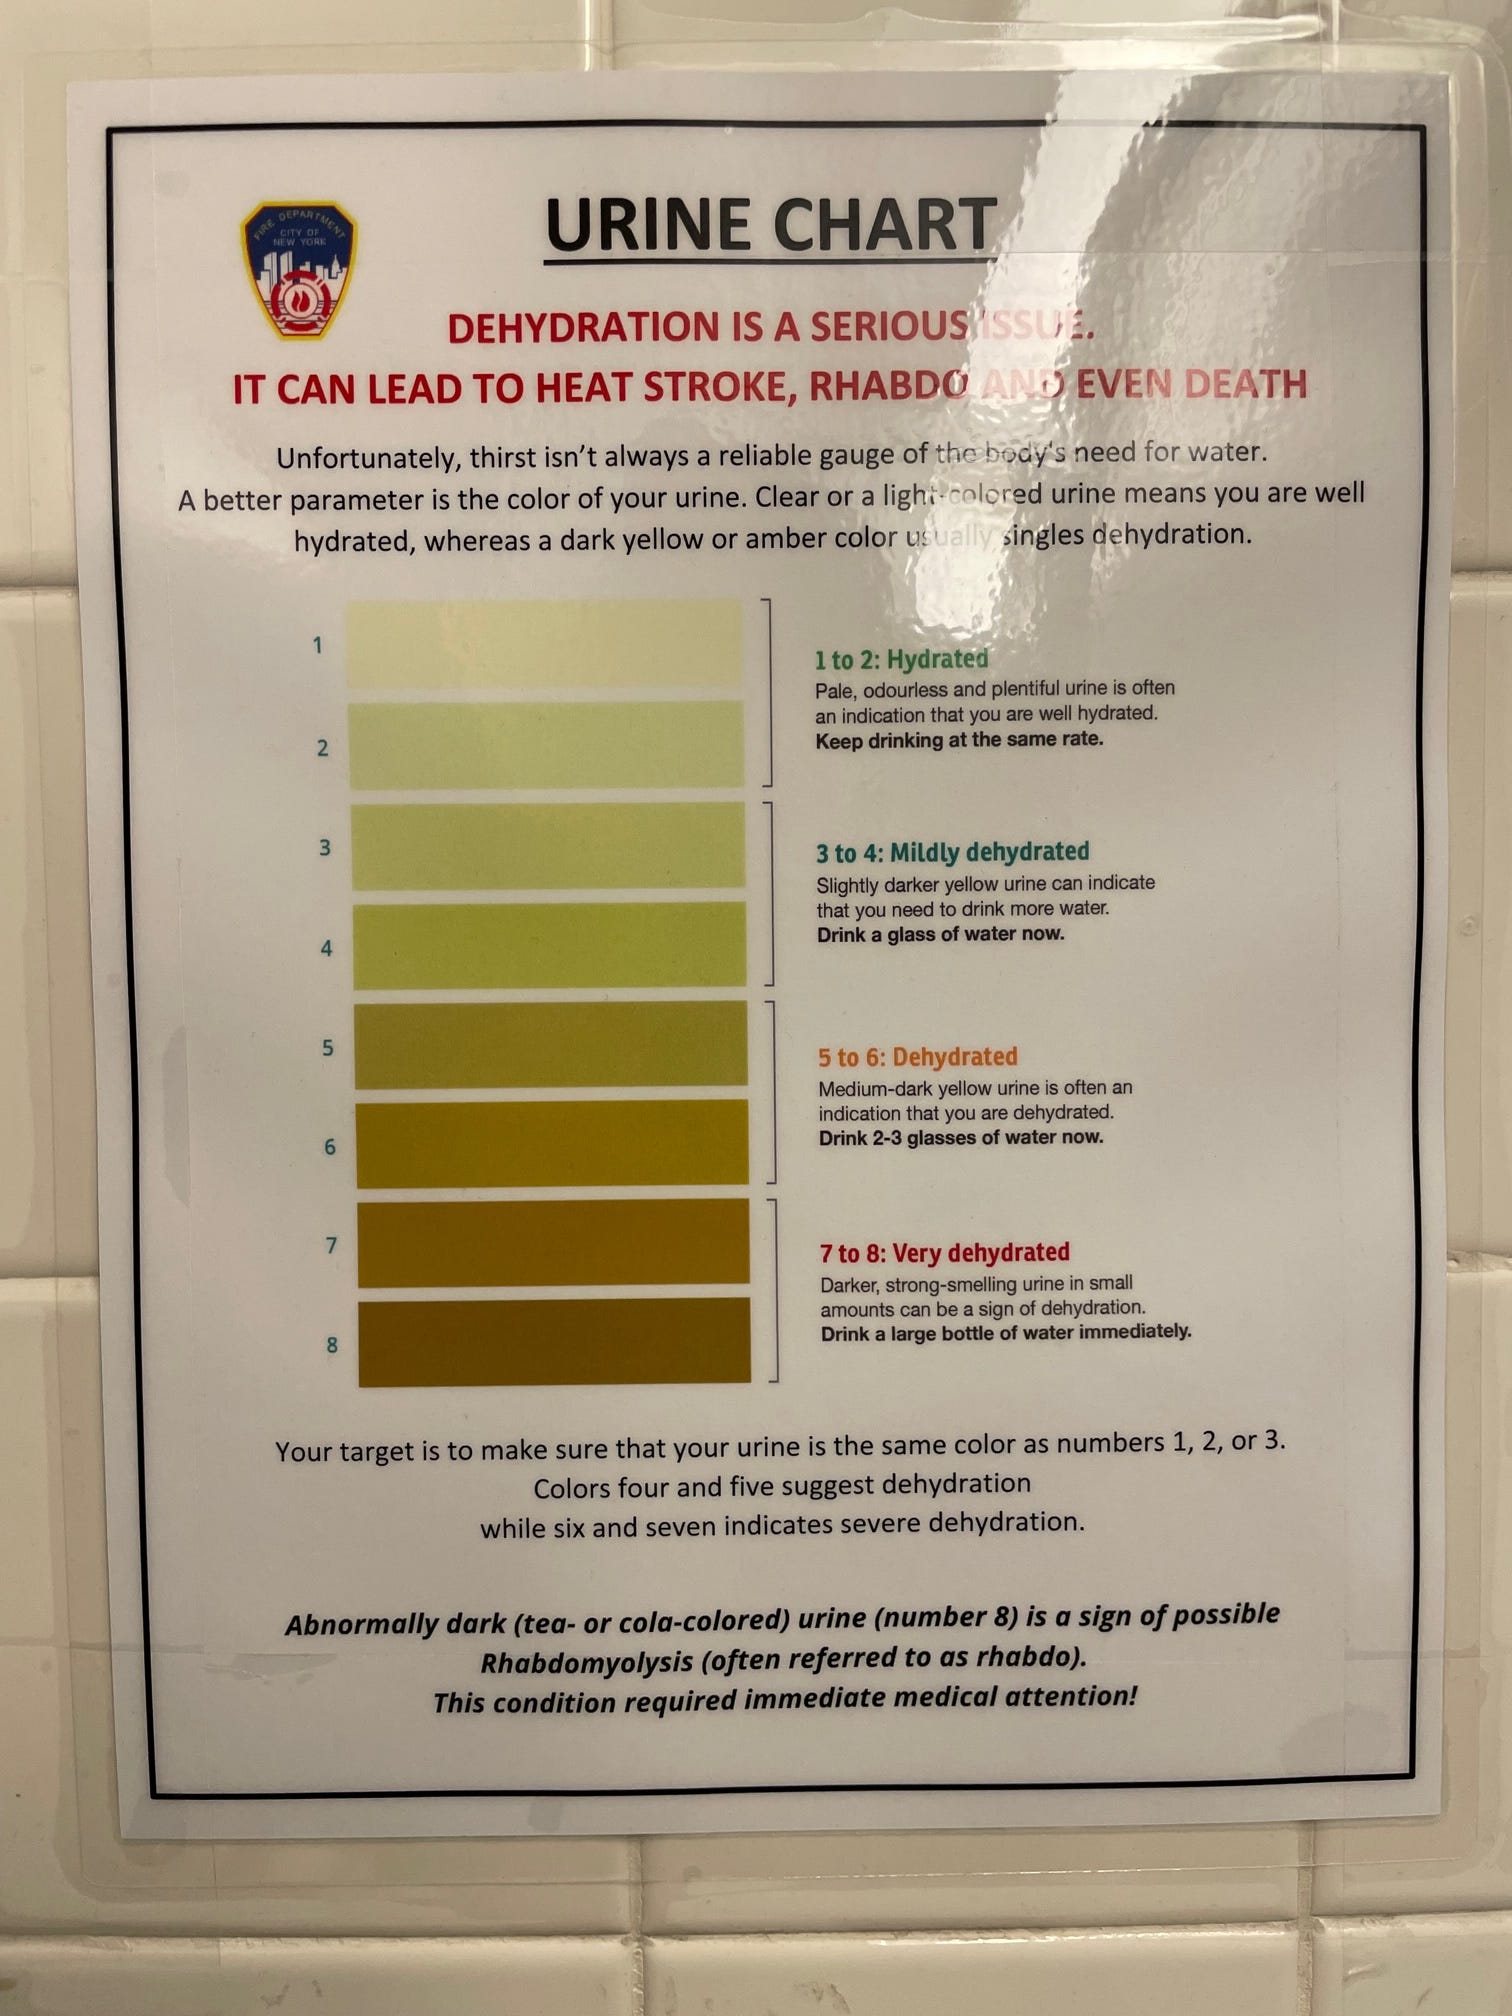 FIRE DEPARTMENT
CITY OF
NEW YORK
URINE CHART
DEHYDRATION IS A SERIOUS ISSUE.
IT CAN LEAD TO HEAT STROKE, RHABDO AND EVEN DEATH
Unfortunately, thirst isn't always a reliable gauge of the body's need for water.
A better parameter is the color of your urine. Clear or a light-colored urine means you are well
hydrated, whereas a dark yellow or amber color usually singles dehydration.
1
2
1 to 2: Hydrated
Pale, odourless and plentiful urine is often
an indication that you are well hydrated.
Keep drinking at the same rate.
3
4
3 to 4: Mildly dehydrated
Slightly darker yellow urine can indicate
that you need to drink more water.
Drink a glass of water now.
5
6
5 to 6: Dehydrated
Medium-dark yellow urine is often an
indication that you are dehydrated.
Drink 2-3 glasses of water now.
7
8
7 to 8: Very dehydrated
Darker, strong-smelling urine in small
amounts can be a sign of dehydration.
Drink a large bottle of water immediately.
Your target is to make sure that your urine is the same color as numbers 1, 2, or 3.
Colors four and five suggest dehydration
while six and seven indicates severe dehydration.
Abnormally dark (tea- or cola-colored) urine (number 8) is a sign of possible
Rhabdomyolysis (often referred to as rhabdo).
This condition required immediate medical attention!